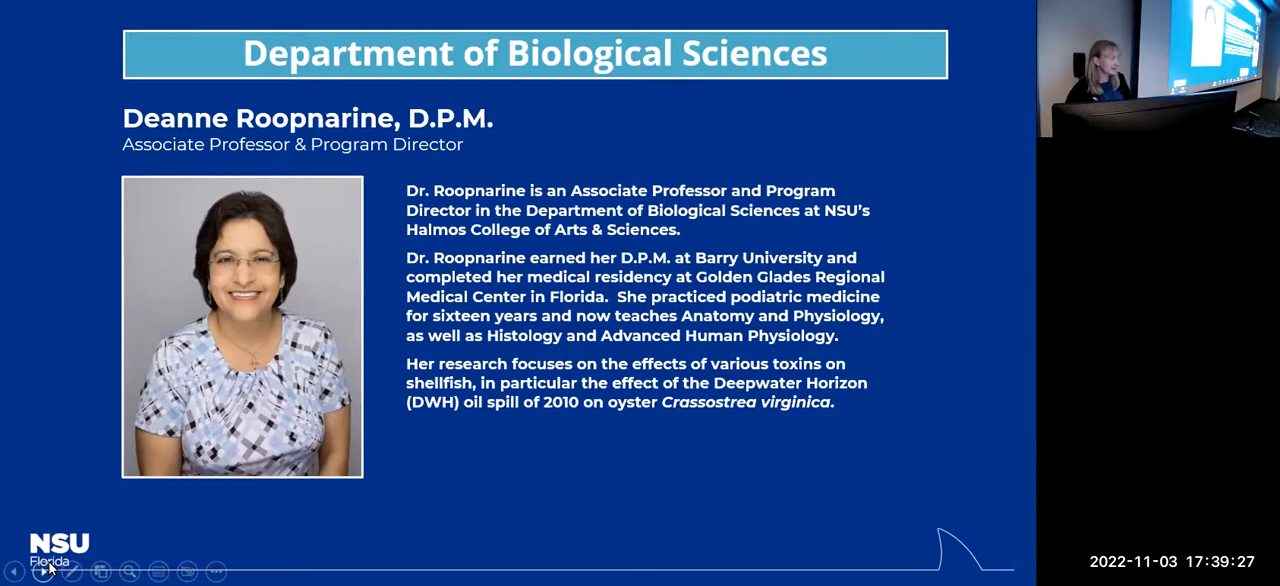 Department of Biological Sciences
Deanne Roopnarine, D.P.M.
Associate Professor & Program Director
Dr. Roopnarine is an Associate Professor and Program
Director in the Department of Biological Sciences at NSU's
Halmos College of Arts & Sciences.
Dr. Roopnarine earned her D.P.M. at Barry University and
completed her medical residency at Golden Glades Regional
Medical Center in Florida. She practiced podiatric medicine
for sixteen years and now teaches Anatomy and Physiology,
as well as Histology and Advanced Human Physiology.
Her research focuses on the effects of various toxins on
shellfish, in particular the effect of the Deepwater Horizon
(DWH) oil spill of 2010 on oyster Crassostrea virginica.
NSU
Florida
2022-11-03 17:39:27